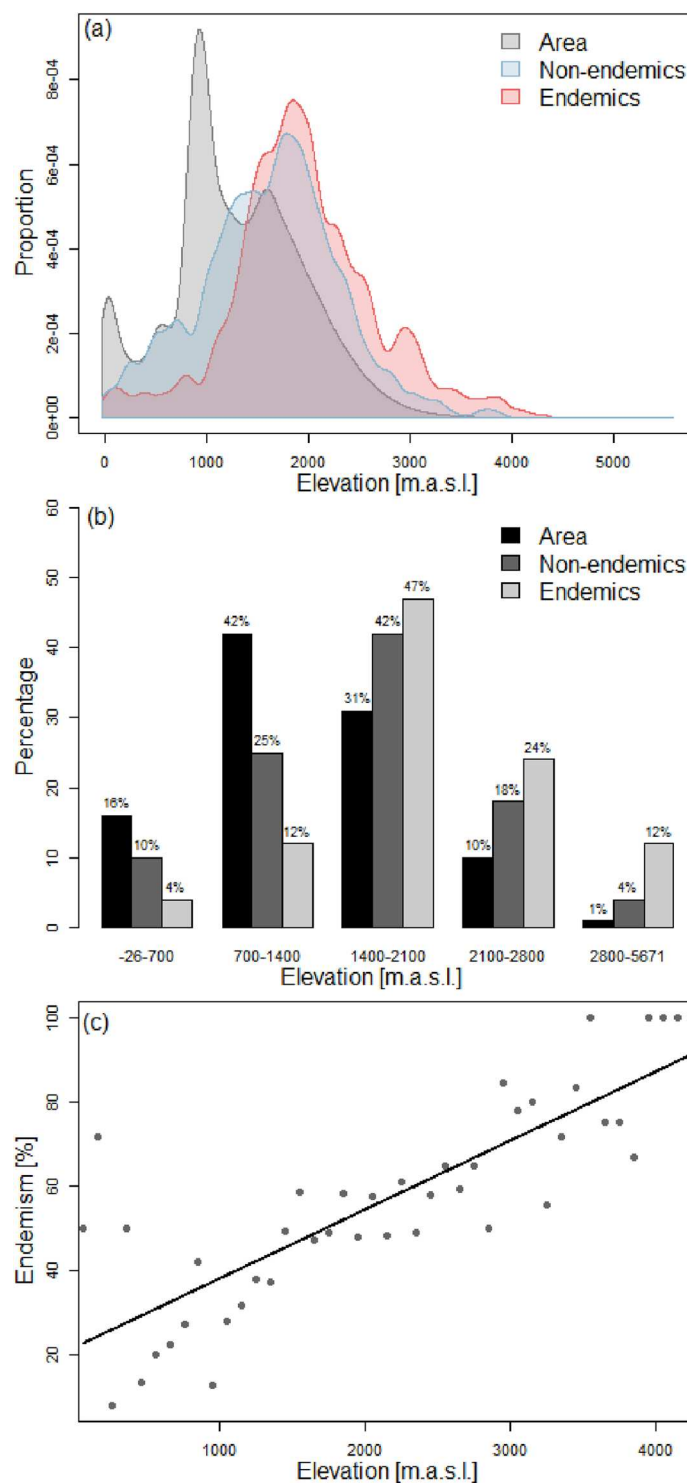 (a)
Area
Non-endemics
Endemics
Proportion
8e-04
6e-04
4e-04
2e-04
0e+00
0 1000 2000 3000 4000 5000
Elevation [m.a.s.l.]
(b)
Area
Non-endemics
Endemics
Percentage
60
50
40
30
20
10
0
16% 10% 4%
42% 25% 12%
31% 42% 47%
10% 18% 24%
1% 4% 12%
-26-700 700-1400 1400-2100 2100-2800 2800-5671
Elevation [m.a.s.l.]
(c)
Endemism [%]
100
80
60
40
20
1000 2000 3000 4000
Elevation [m.a.s.l.]